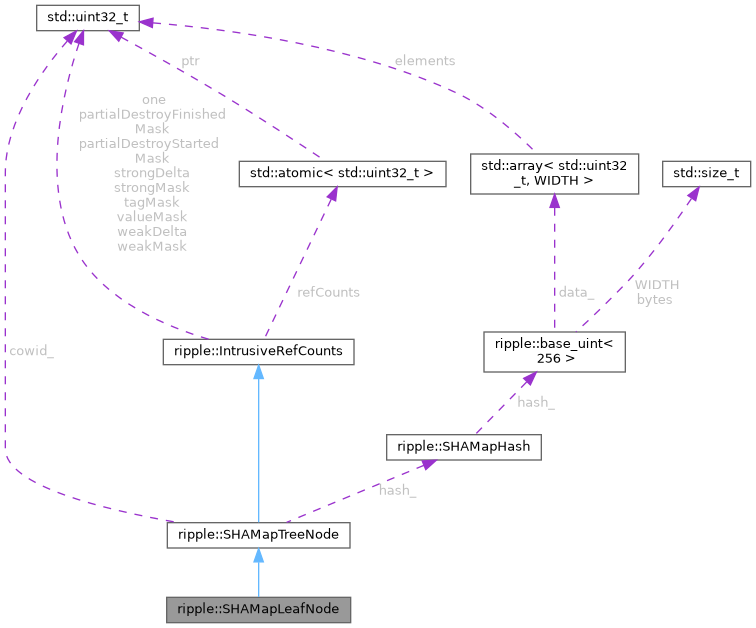 std::uint32_t
ptr
elements
one
partialDestroyFinished
Mask
partialDestroyStarted
Mask
strongDelta
strongMask
tagMask
valueMask
weakDelta
weakMask
std::atomic< std::uint32_t >
std::array< std::uint32
_t, WIDTH >
std::size_t
refCounts
data_
WIDTH
bytes
cowid_
ripple::IntrusiveRefCounts
ripple::base_uint<
256 >
hash_
ripple::SHAMapHash
hash_
ripple::SHAMapTreeNode
ripple::SHAMapLeafNode